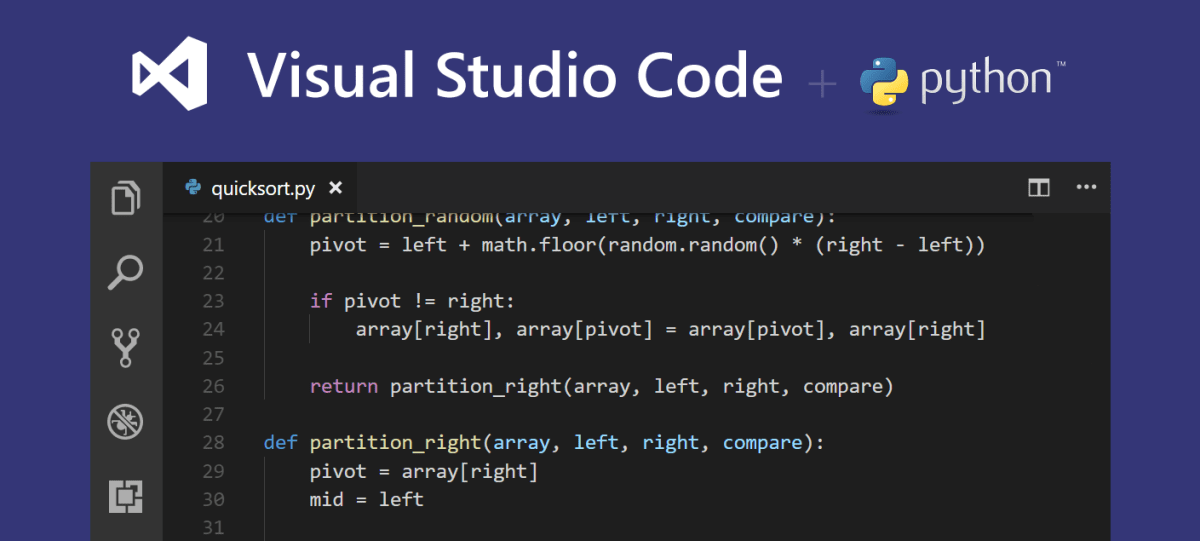 Visual Studio Code + python™
quicksort.py
20 def partition_random(array, left, right, compare):
21 pivot = left + math.floor(random.random() * (right - left))
22
23 if pivot != right:
24 array[right], array[pivot] = array[pivot], array[right]
25
26 return partition_right(array, left, right, compare)
27
28 def partition_right(array, left, right, compare):
29 pivot = array[right]
30 mid = left
31